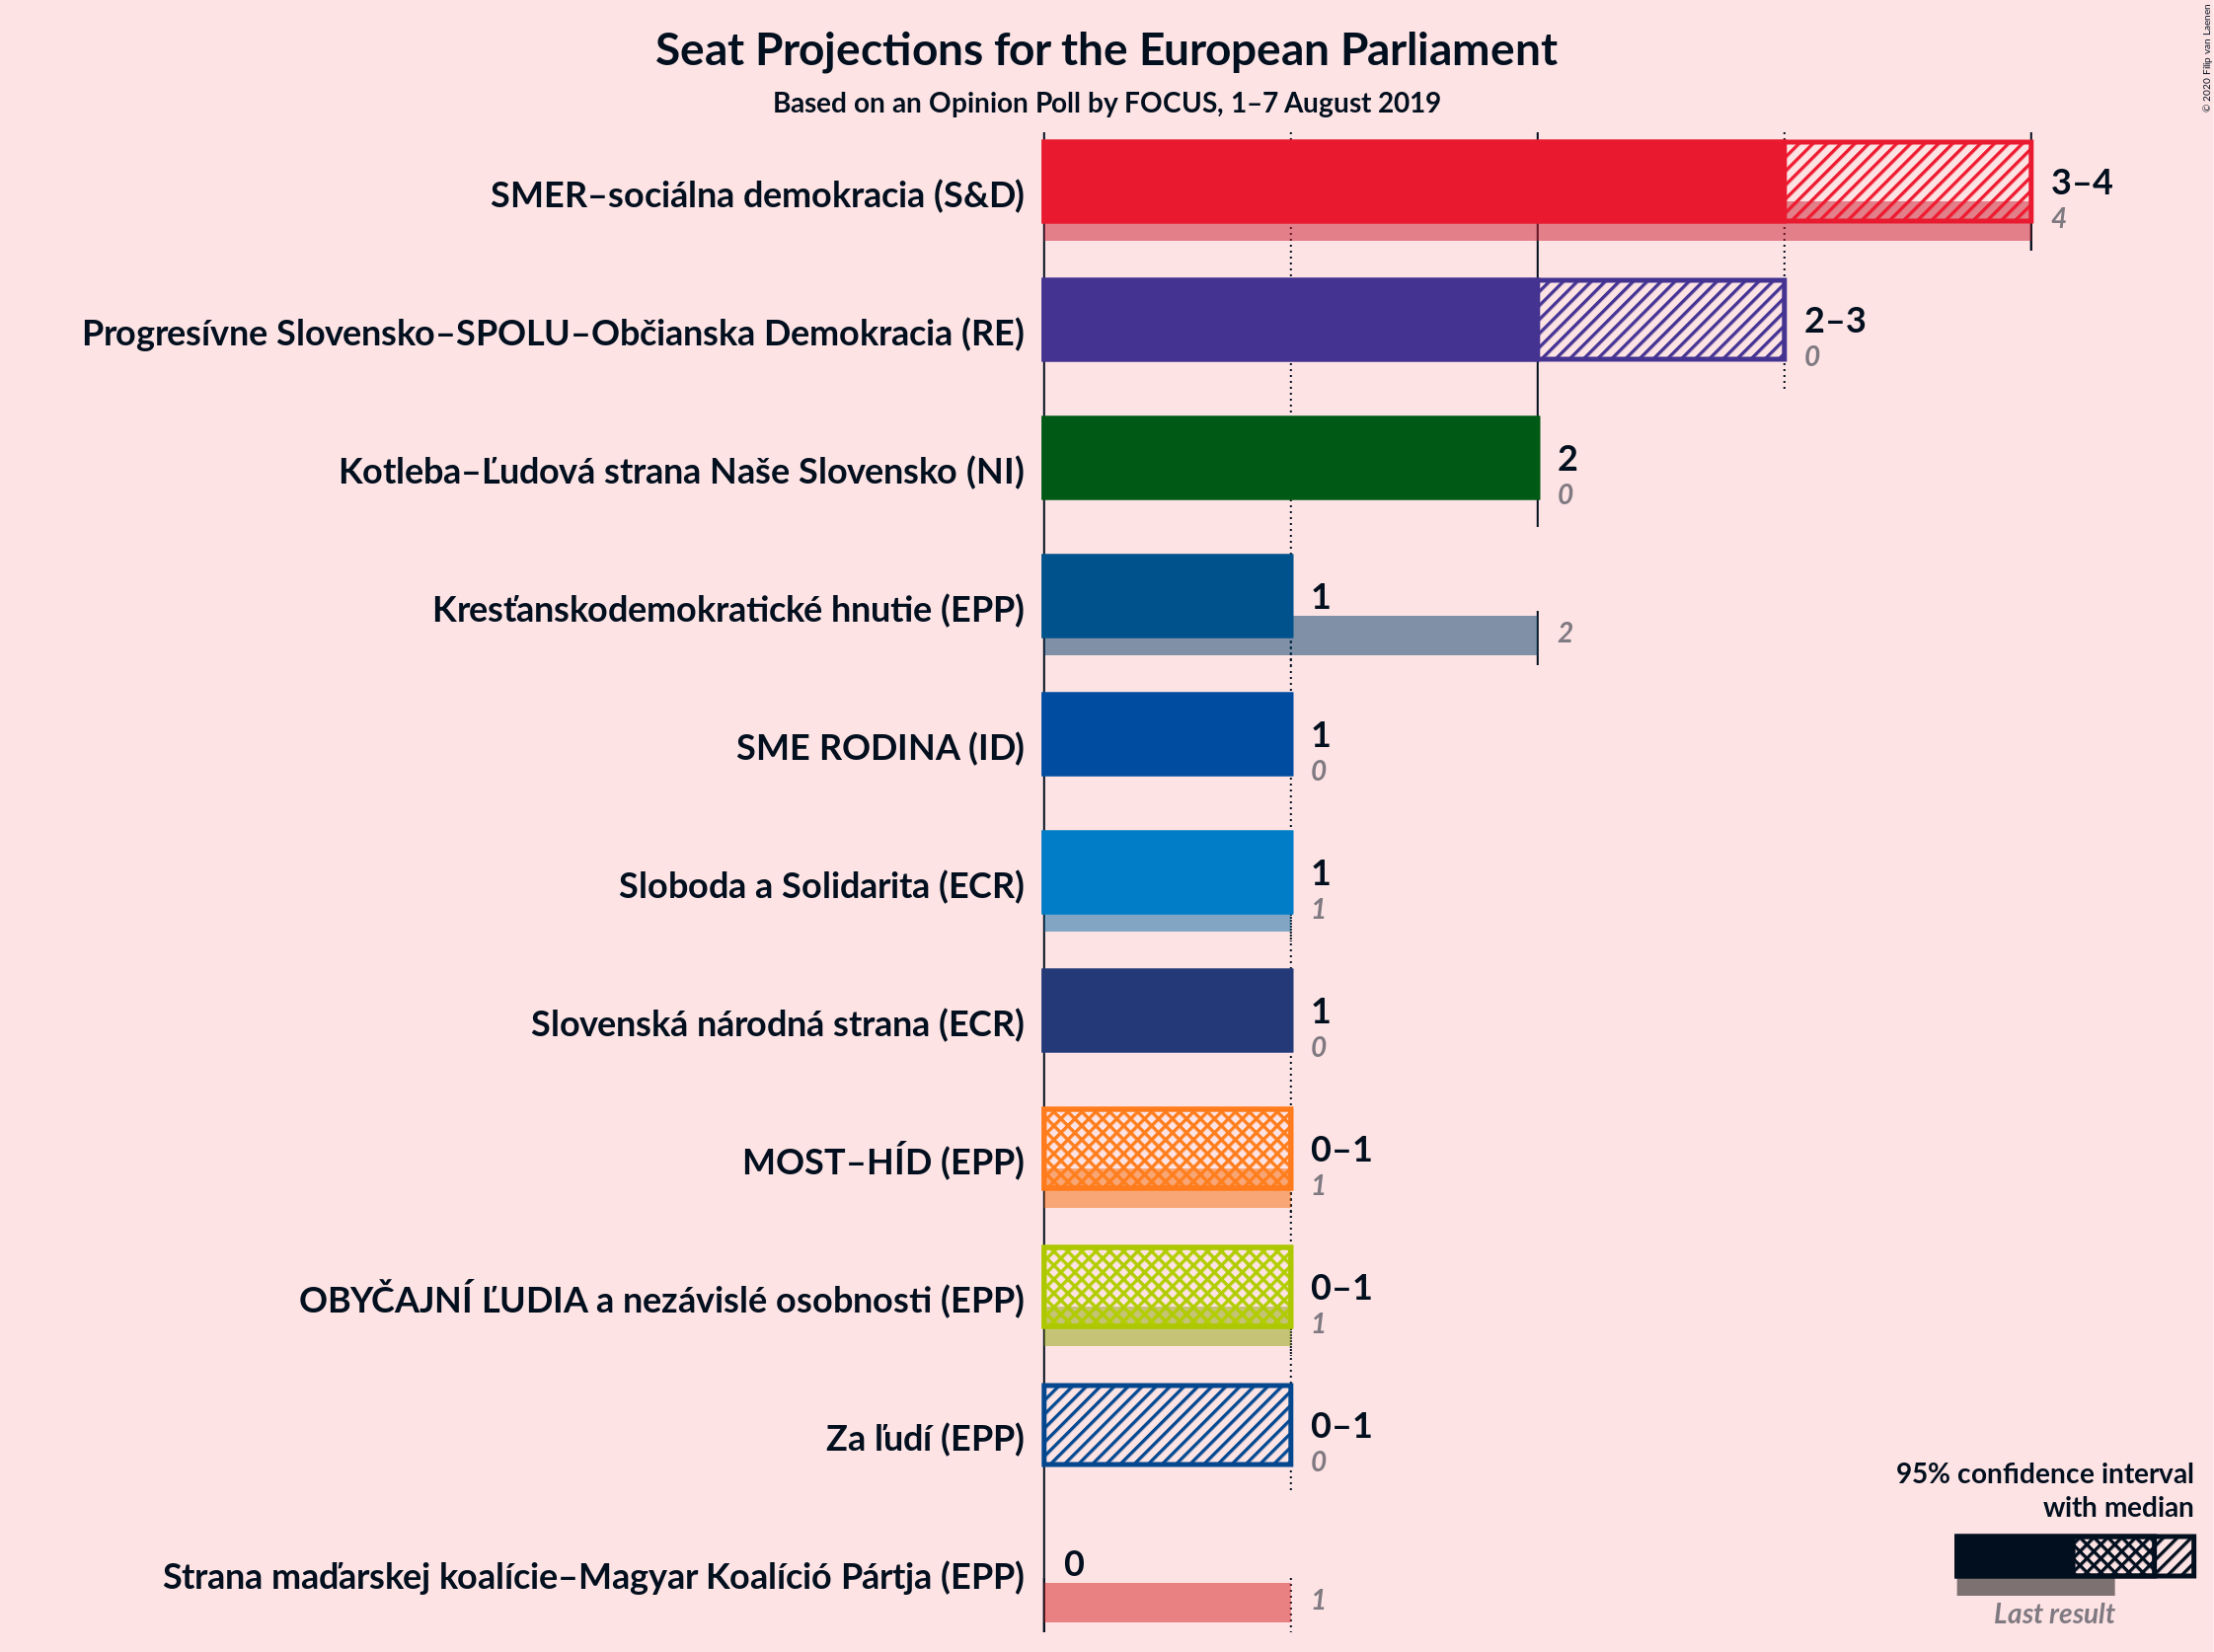 Seat Projections for the European Parliament
Based on an Opinion Poll by FOCUS, 1–7 August 2019
© 2020 Filip van Laenen
SMER–sociálna demokracia (S&D)
3–4
4
Progresívne Slovensko–SPOLU–Občianska Demokracia (RE)
2–3
0
Kotleba–Ľudová strana Naše Slovensko (NI)
2
0
Kresťanskodemokratické hnutie (EPP)
1
2
SME RODINA (ID)
1
0
Sloboda a Solidarita (ECR)
1
1
Slovenská národná strana (ECR)
1
0
MOST–HÍD (EPP)
0–1
1
OBYČAJNÍ ĽUDIA a nezávislé osobnosti (EPP)
0–1
1
Za ľudí (EPP)
0–1
0
Strana maďarskej koalície–Magyar Koalíció Pártja (EPP)
0
1
95% confidence interval
with median
Last result